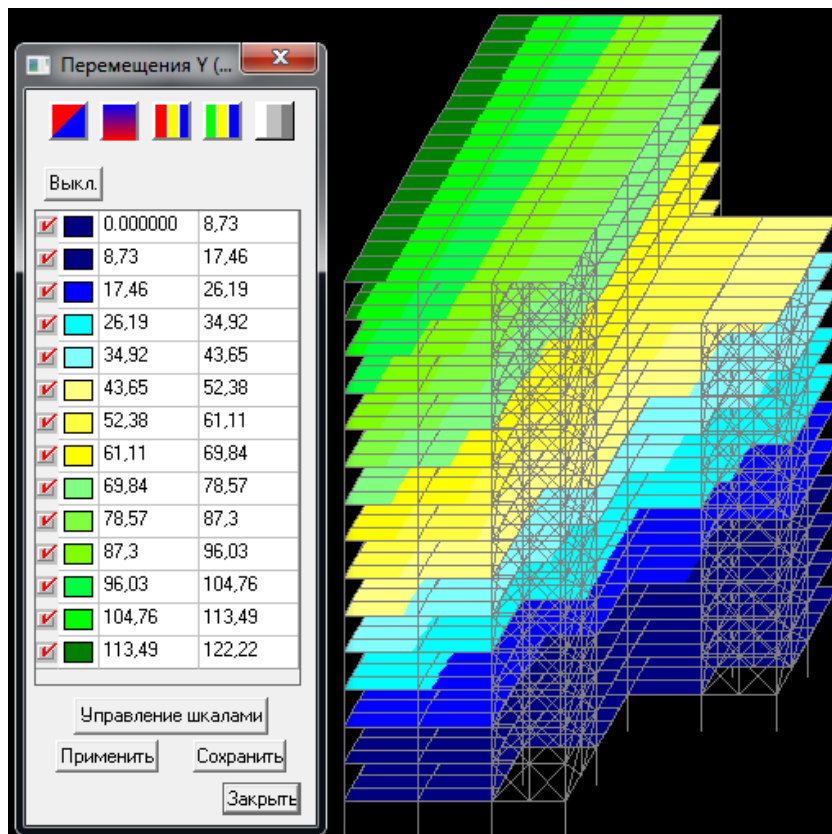 Перемещения Y (...
Выкл.
0.000000 8,73
8,73 17,46
17,46 26,19
26,19 34,92
34,92 43,65
43,65 52,38
52,38 61,11
61,11 69,84
69,84 78,57
78,57 87,3
87,3 96,03
96,03 104,76
104,76 113,49
113,49 122,22
Управление шкалами
Применить Сохранить
Закрыть